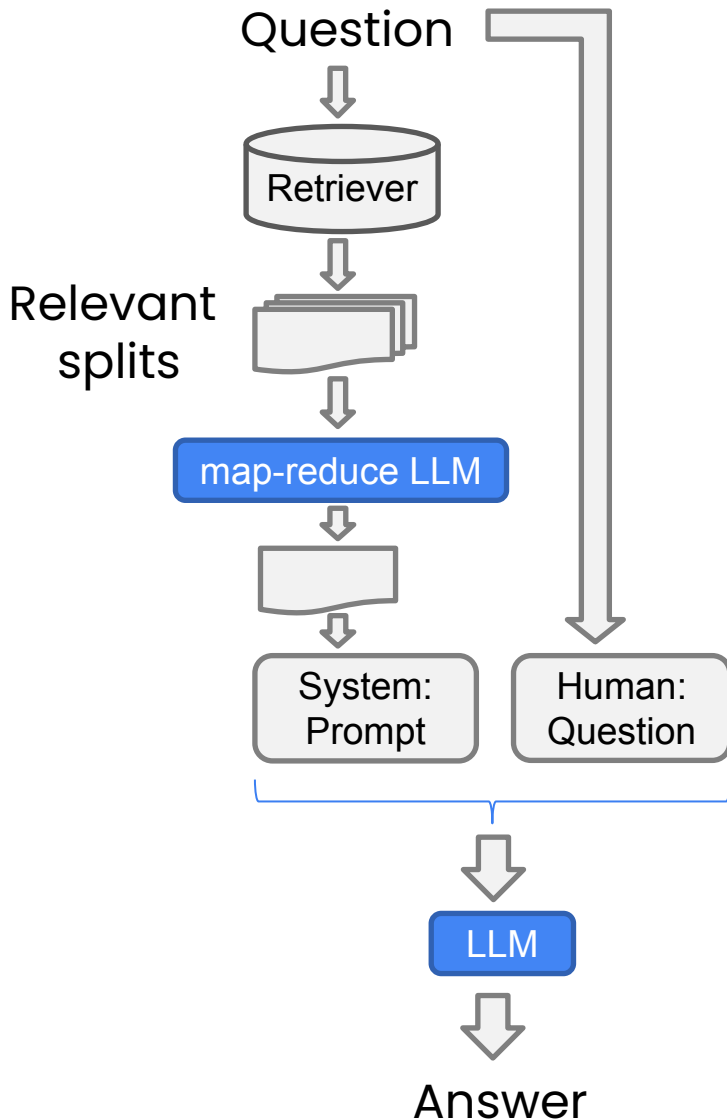 Question
Retriever
Relevant
splits
map-reduce LLM
System:
Prompt
Human:
Question
LLM
Answer